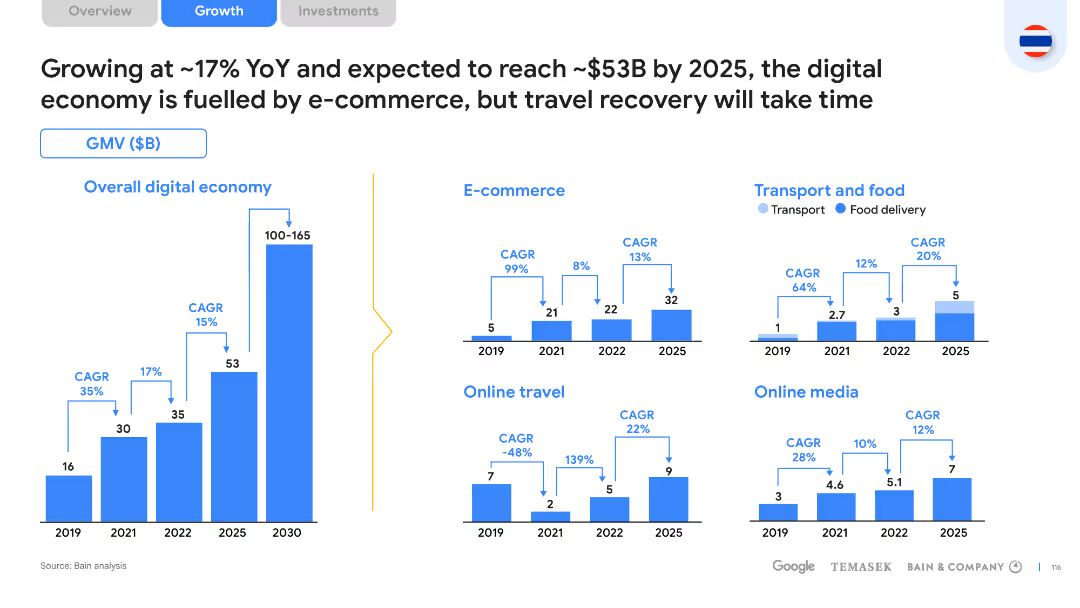 Overview
Growth
Investments
Growing at ~17% YoY and expected to reach ~$53B by 2025, the digital
economy is fuelled by e-commerce, but travel recovery will take time
GMV ($B)
Overall digital economy
100-165
CAGR
15%
53
CAGR
35%
17%
35
30
16
2019 2021 2022 2025 2030
E-commerce
CAGR
99%
8%
CAGR
13%
5 21 22 32
2019 2021 2022 2025
Transport and food
Transport Food delivery
CAGR
64%
12%
CAGR
20%
1 2.7 3 5
2019 2021 2022 2025
Online travel
CAGR
-48%
139%
CAGR
22%
7 2 5 9
2019 2021 2022 2025
Online media
CAGR
28%
10%
CAGR
12%
3 4.6 5.1 7
2019 2021 2022 2025
Source: Bain analysis
Google TEMASEK BAIN & COMPANY | 116